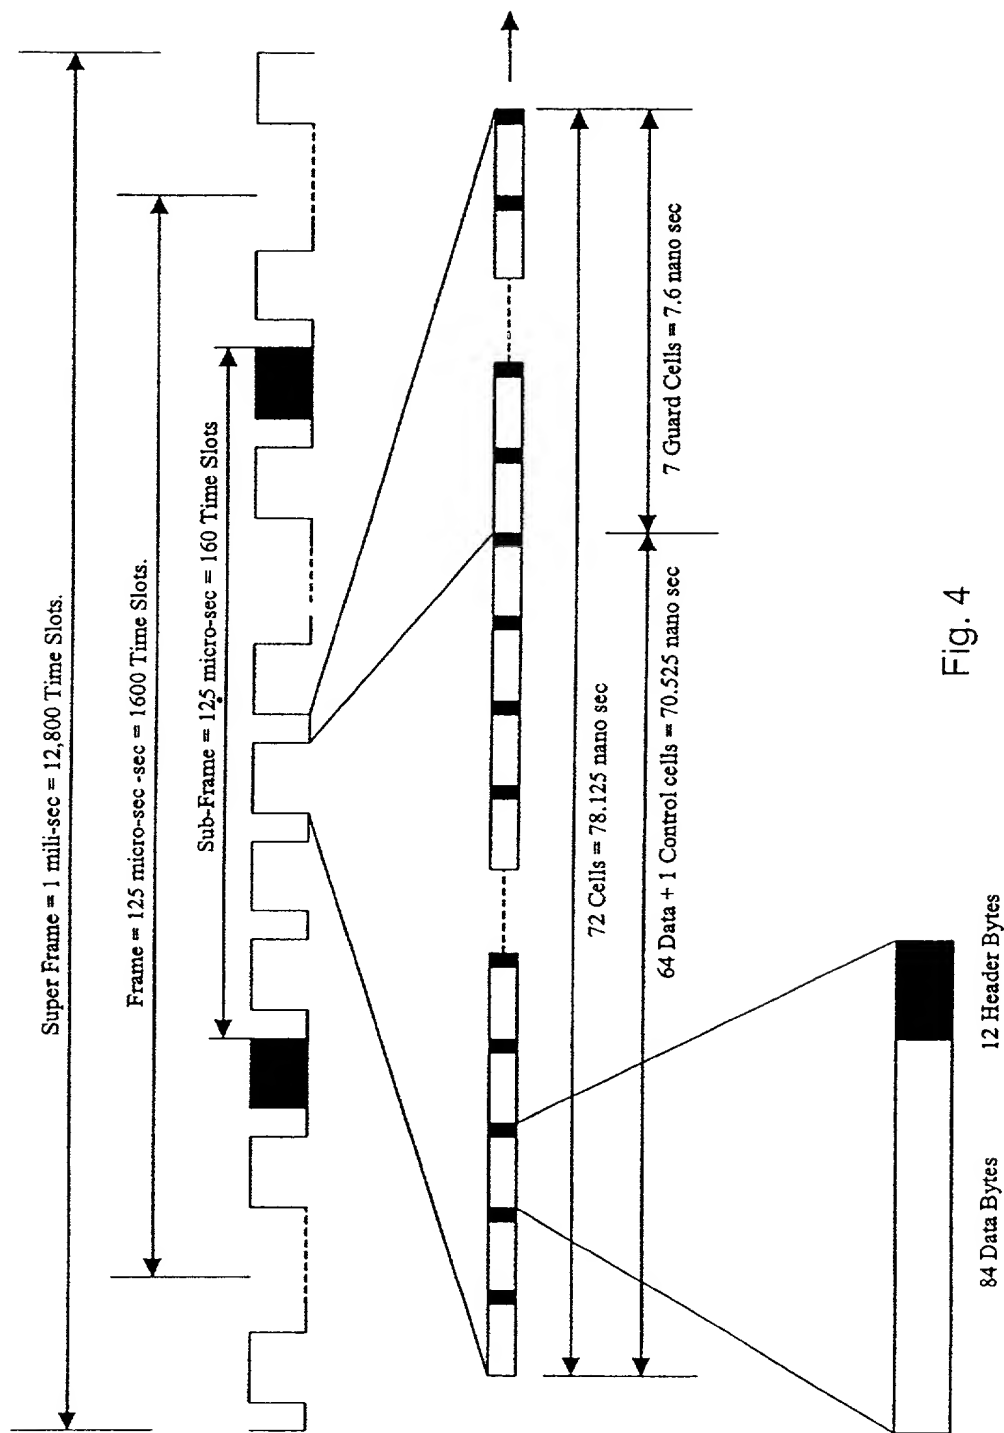 Super Frame = 1 mili-sec = 12,800 Time Slots.
Frame = 125 micro-sec -sec = 1600 Time Slots.
Sub-Frame = 12.5 micro-sec = 160 Time Slots
72 Cells = 78.125 nano sec
64 Data + 1 Control cells = 70.525 nano sec
7 Guard Cells = 7.6 nano sec
84 Data Bytes
12 Header Bytes
Fig. 4